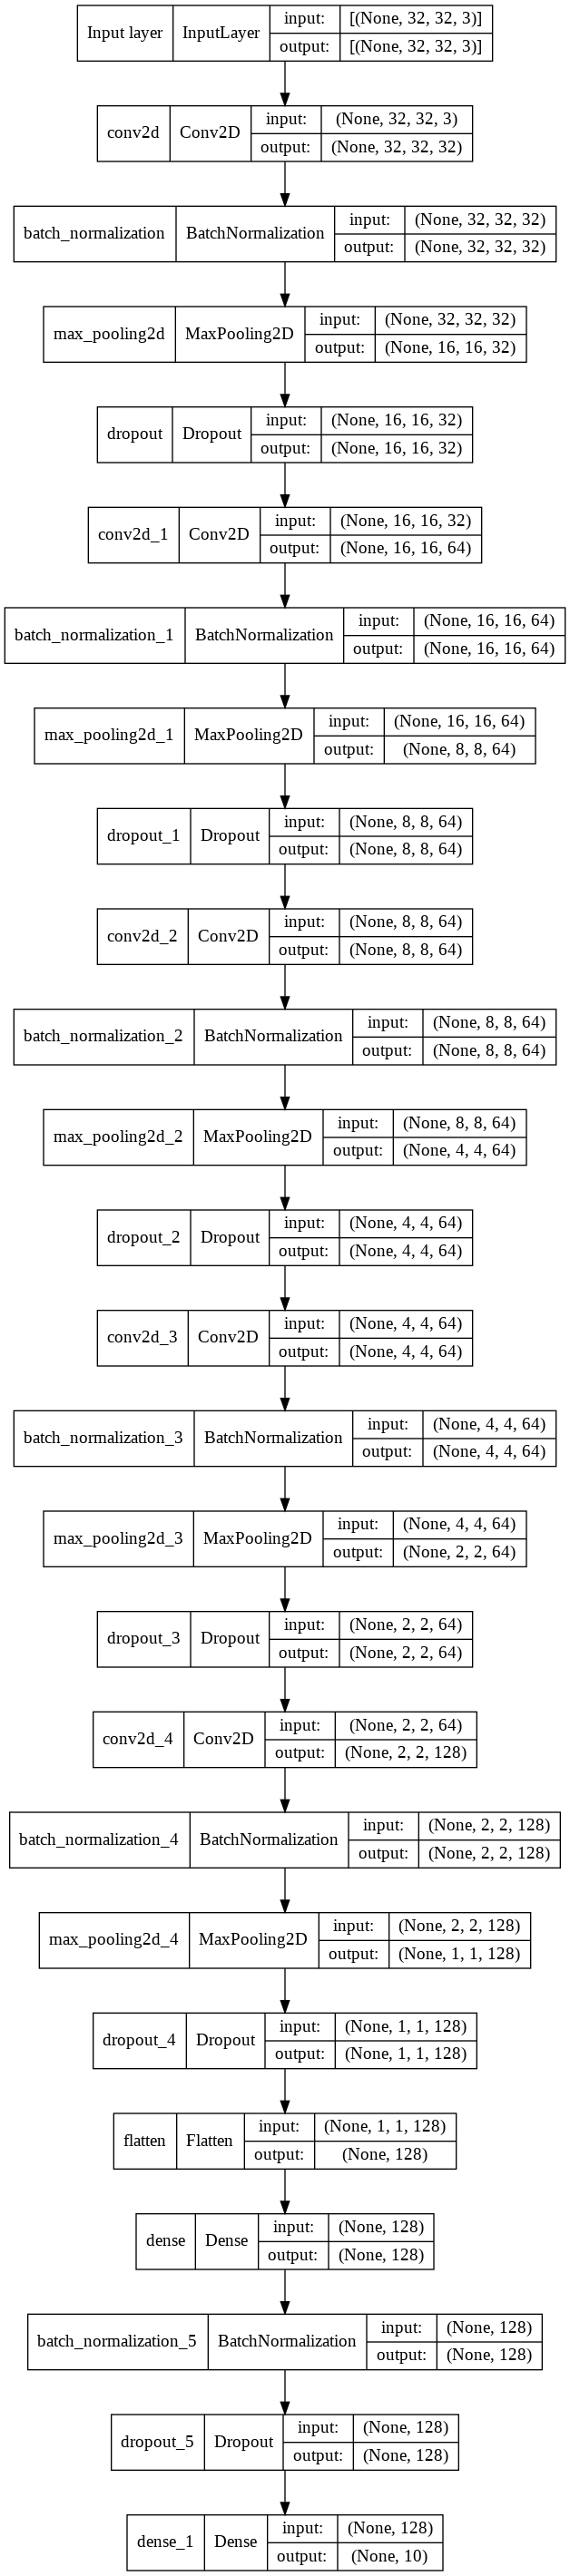 Input layer InputLayer input: [(None, 32, 32, 3)]
output: [(None, 32, 32, 3)]
conv2d Conv2D input: (None, 32, 32, 3)
output: (None, 32, 32, 32)
batch_normalization BatchNormalization input: (None, 32, 32, 32)
output: (None, 32, 32, 32)
max_pooling2d MaxPooling2D input: (None, 32, 32, 32)
output: (None, 16, 16, 32)
dropout Dropout input: (None, 16, 16, 32)
output: (None, 16, 16, 32)
conv2d_1 Conv2D input: (None, 16, 16, 32)
output: (None, 16, 16, 64)
batch_normalization_1 BatchNormalization input: (None, 16, 16, 64)
output: (None, 16, 16, 64)
max_pooling2d_1 MaxPooling2D input: (None, 16, 16, 64)
output: (None, 8, 8, 64)
dropout_1 Dropout input: (None, 8, 8, 64)
output: (None, 8, 8, 64)
conv2d_2 Conv2D input: (None, 8, 8, 64)
output: (None, 8, 8, 64)
batch_normalization_2 BatchNormalization input: (None, 8, 8, 64)
output: (None, 8, 8, 64)
max_pooling2d_2 MaxPooling2D input: (None, 8, 8, 64)
output: (None, 4, 4, 64)
dropout_2 Dropout input: (None, 4, 4, 64)
output: (None, 4, 4, 64)
conv2d_3 Conv2D input: (None, 4, 4, 64)
output: (None, 4, 4, 64)
batch_normalization_3 BatchNormalization input: (None, 4, 4, 64)
output: (None, 4, 4, 64)
max_pooling2d_3 MaxPooling2D input: (None, 4, 4, 64)
output: (None, 2, 2, 64)
dropout_3 Dropout input: (None, 2, 2, 64)
output: (None, 2, 2, 64)
conv2d_4 Conv2D input: (None, 2, 2, 64)
output: (None, 2, 2, 128)
batch_normalization_4 BatchNormalization input: (None, 2, 2, 128)
output: (None, 2, 2, 128)
max_pooling2d_4 MaxPooling2D input: (None, 2, 2, 128)
output: (None, 1, 1, 128)
dropout_4 Dropout input: (None, 1, 1, 128)
output: (None, 1, 1, 128)
flatten Flatten input: (None, 1, 1, 128)
output: (None, 128)
dense Dense input: (None, 128)
output: (None, 128)
batch_normalization_5 BatchNormalization input: (None, 128)
output: (None, 128)
dropout_5 Dropout input: (None, 128)
output: (None, 128)
dense_1 Dense input: (None, 128)
output: (None, 10)